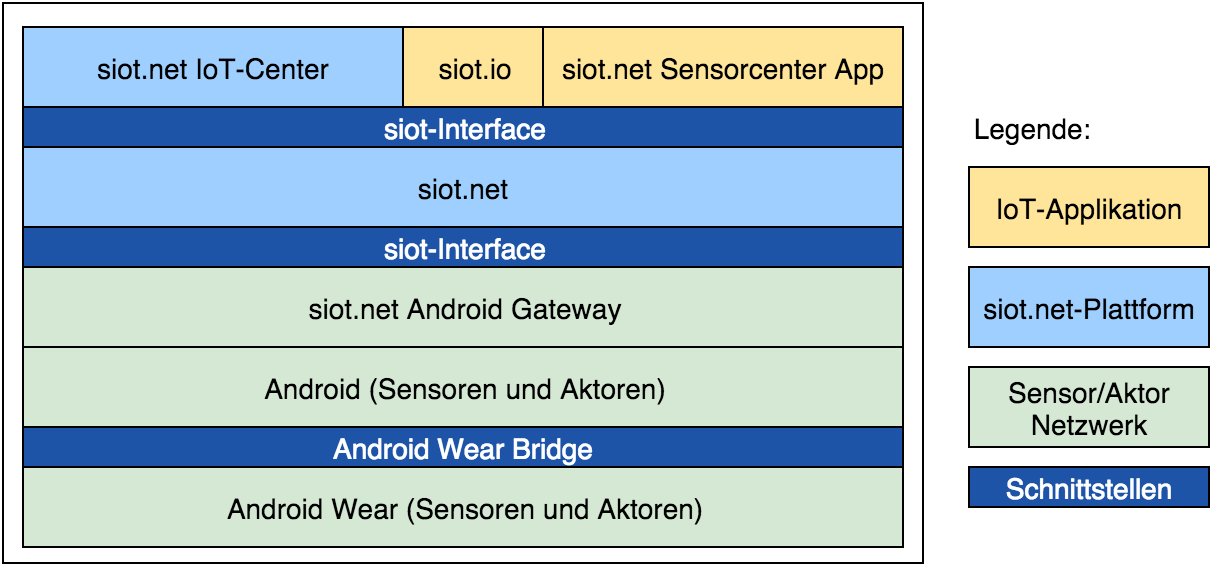 siot.net IoT-Center
siot.io
siot.net Sensorcenter App
siot-Interface
siot.net
siot-Interface
siot.net Android Gateway
Android (Sensoren und Aktoren)
Android Wear Bridge
Android Wear (Sensoren und Aktoren)
Legende:
IoT-Applikation
siot.net-Plattform
Sensor/Aktor
Netzwerk
Schnittstellen